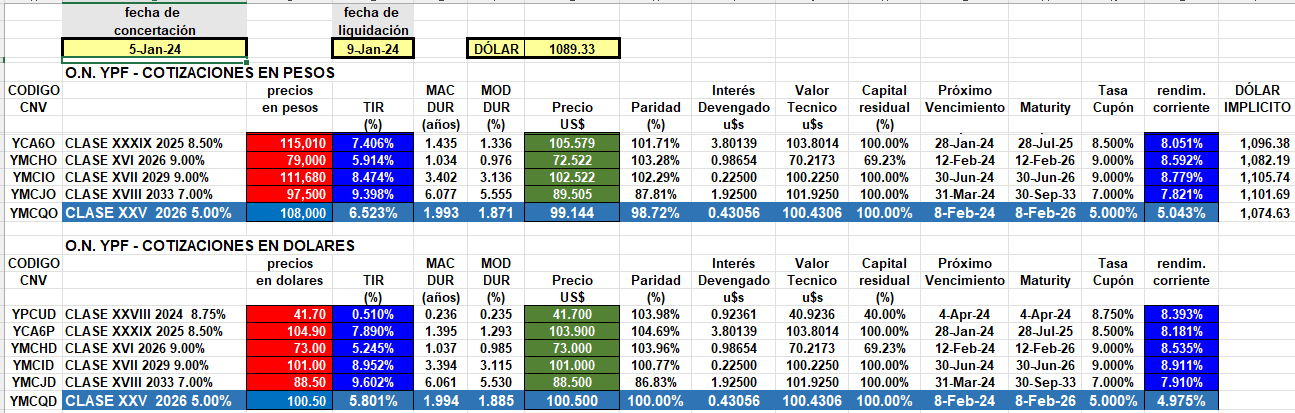 fecha de fecha de
concertación liquidación
5-Jan-24 9-Jan-24 DÓLAR 1089.33
O.N. YPF - COTIZACIONES EN PESOS
CODIGO precios MAC MOD Interés Valor Capital Próximo Tasa rendim. DÓLAR
CNV en pesos TIR DUR DUR Precio Paridad Devengado Tecnico residual Vencimiento Maturity Cupón corriente IMPLICITO
(%) (años) (%) US$ (%) u$s u$s (%)
YCA6O CLASE XXXIX 2025 8.50% 115,010 7.406% 1.435 1.336 105.579 101.71% 3.80139 103.8014 100.00% 28-Jan-24 28-Jul-25 8.500% 8.051% 1,096.38
YMCHO CLASE XVI 2026 9.00% 79,000 5.914% 1.034 0.976 72.522 103.28% 0.98654 70.2173 69.23% 12-Feb-24 12-Feb-26 9.000% 8.592% 1,082.19
YMCIO CLASE XVII 2029 9.00% 111,680 8.474% 3.402 3.136 102.522 102.29% 0.22500 100.2250 100.00% 30-Jun-24 30-Jun-26 9.000% 8.779% 1,105.74
YMCJO CLASE XVIII 2033 7.00% 97,500 9.398% 6.077 5.555 89.505 87.81% 1.92500 101.9250 100.00% 31-Mar-24 30-Sep-33 7.000% 7.821% 1,101.69
YMCQO CLASE XXV 2026 5.00% 108,000 6.523% 1.993 1.871 99.144 98.72% 0.43056 100.4306 100.00% 8-Feb-24 8-Feb-26 5.000% 5.043% 1,074.63
O.N. YPF - COTIZACIONES EN DOLARES
CODIGO precios MAC MOD Interés Valor Capital Próximo Tasa rendim.
CNV en dolares TIR DUR DUR Precio Paridad Devengado Tecnico residual Vencimiento Maturity Cupón corriente
(%) (años) (%) US$ (%) u$s u$s (%)
YPCUD CLASE XXVIII 2024 8.75% 41.70 0.510% 0.236 0.235 41.700 103.98% 0.92361 40.9236 40.00% 4-Apr-24 4-Apr-24 8.750% 8.393%
YCA6P CLASE XXXIX 2025 8.50% 104.90 7.890% 1.395 1.293 103.900 104.69% 3.80139 103.8014 100.00% 28-Jan-24 28-Jul-25 8.500% 8.181%
YMCHD CLASE XVI 2026 9.00% 73.00 5.245% 1.037 0.985 73.000 103.96% 0.98654 70.2173 69.23% 12-Feb-24 12-Feb-26 9.000% 8.535%
YMCID CLASE XVII 2029 9.00% 101.00 8.952% 3.394 3.115 101.000 100.77% 0.22500 100.2250 100.00% 30-Jun-24 30-Jun-26 9.000% 8.911%
YMCJD CLASE XVIII 2033 7.00% 88.50 9.602% 6.061 5.530 88.500 86.83% 1.92500 101.9250 100.00% 31-Mar-24 30-Sep-33 7.000% 7.910%
YMCQD CLASE XXV 2026 5.00% 100.50 5.801% 1.994 1.885 100.500 100.00% 0.43056 100.4306 100.00% 8-Feb-24 8-Feb-26 5.000% 4.975%